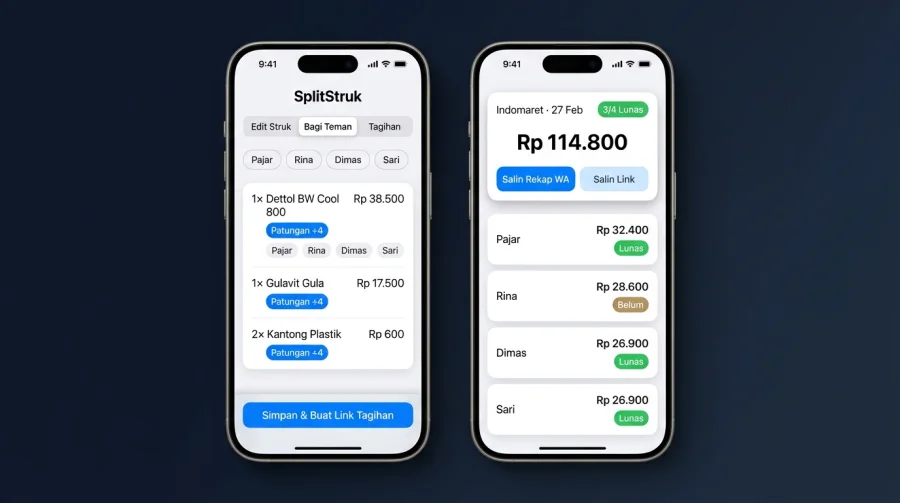 9:41
SplitStruk
Edit Struk Bagi Teman Tagihan
Pajar Rina Dimas Sari
1× Dettol BW Cool Rp 38.500
800
Patungan ÷4
Pajar Rina Dimas Sari
1× Gulavit Gula Rp 17.500
Patungan ÷4
2× Kantong Plastik Rp 600
Patungan ÷4
Simpan & Buat Link Tagihan
9:41
Indomaret · 27 Feb 3/4 Lunas
Rp 114.800
Salin Rekap WA Salin Link
Pajar Rp 32.400
Lunas
Rina Rp 28.600
Belum
Dimas Rp 26.900
Lunas
Sari Rp 26.900
Lunas